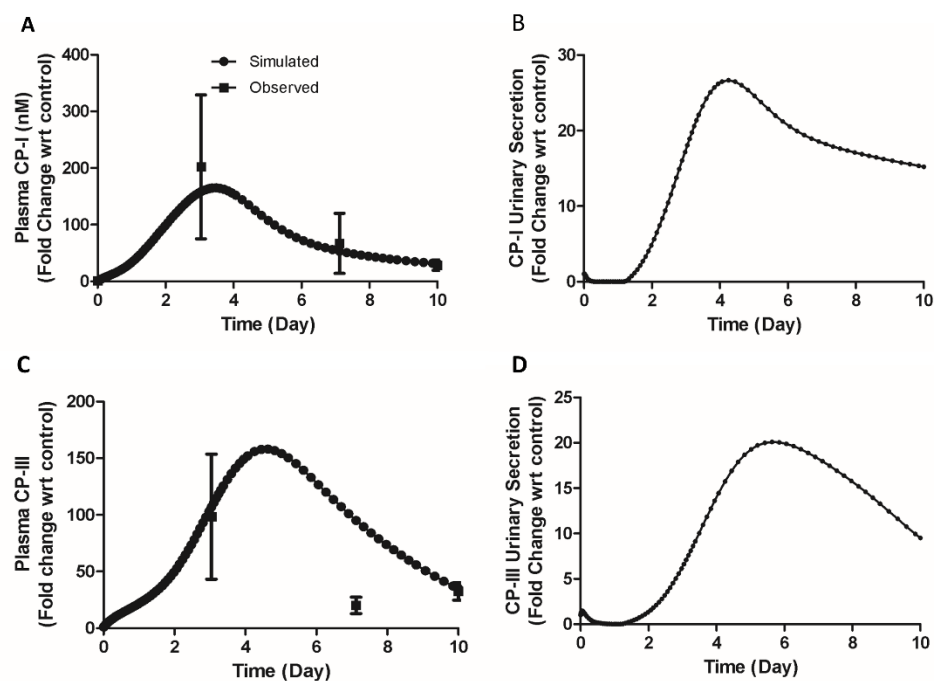 A
Plasma CP-I (nM)
(Fold Change wrt control)
400
300
200
100
0
Simulated
Observed
0 2 4 6 8 10
Time (Day)
B
CP-I Urinary Secretion
(Fold Change wrt control)
30
20
10
0
0 2 4 6 8 10
Time (Day)
C
Plasma CP-III
(Fold change wrt control)
200
150
100
50
0
0 2 4 6 8 10
Time (Day)
D
CP-III Urinary Secretion
(Fold Change wrt control)
25
20
15
10
5
0
0 2 4 6 8 10
Time (Day)